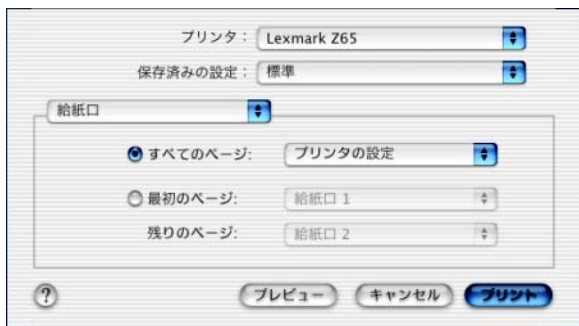 プリンタ： Lexmark Z65
保存済みの設定： 標準
給紙口
すべてのページ: プリンタの設定
最初のページ: 給紙口 1
残りのページ: 給紙口 2
? プレビュー キャンセル プリント